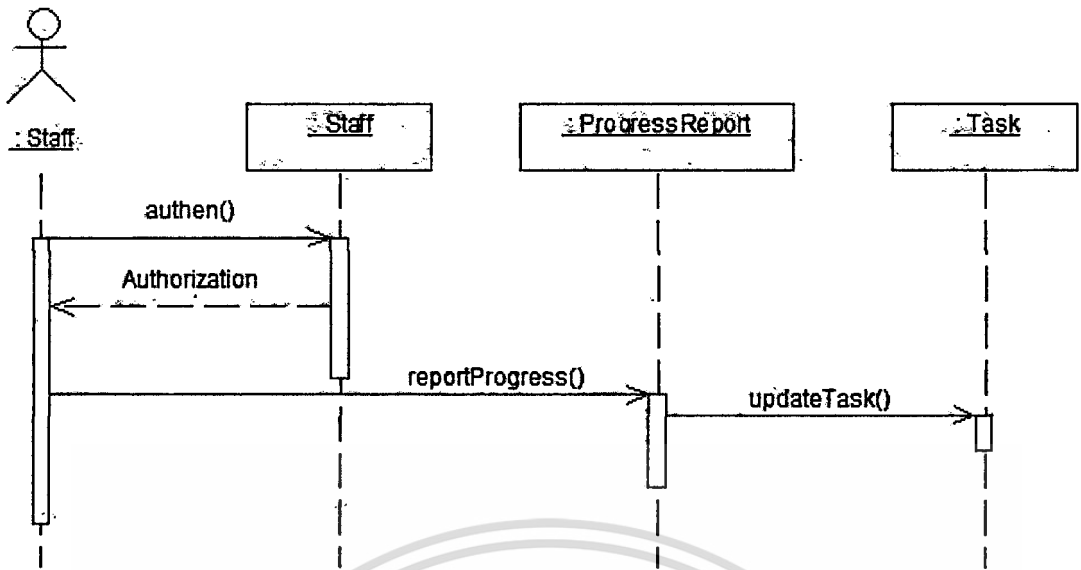 : Staff
: Staff
: ProgressReport
: Task
authen()
Authorization
reportProgress()
updateTask()